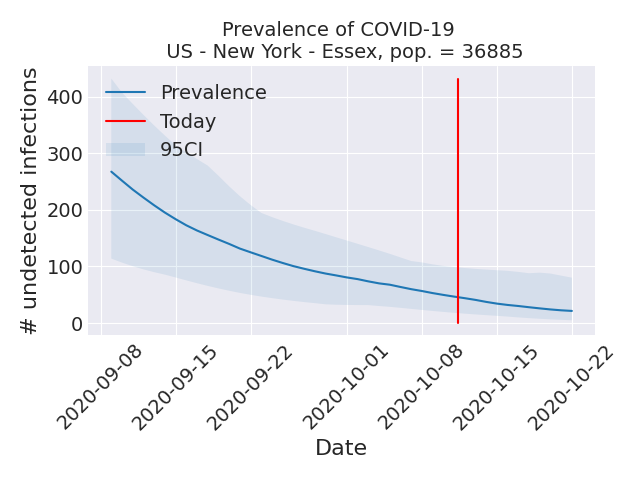 Prevalence of COVID-19
US - New York - Essex, pop. = 36885
# undetected infections
400
300
200
100
0
Prevalence
Today
95CI
2020-09-08
2020-09-15
2020-09-22
2020-10-01
2020-10-08
2020-10-15
2020-10-22
Date